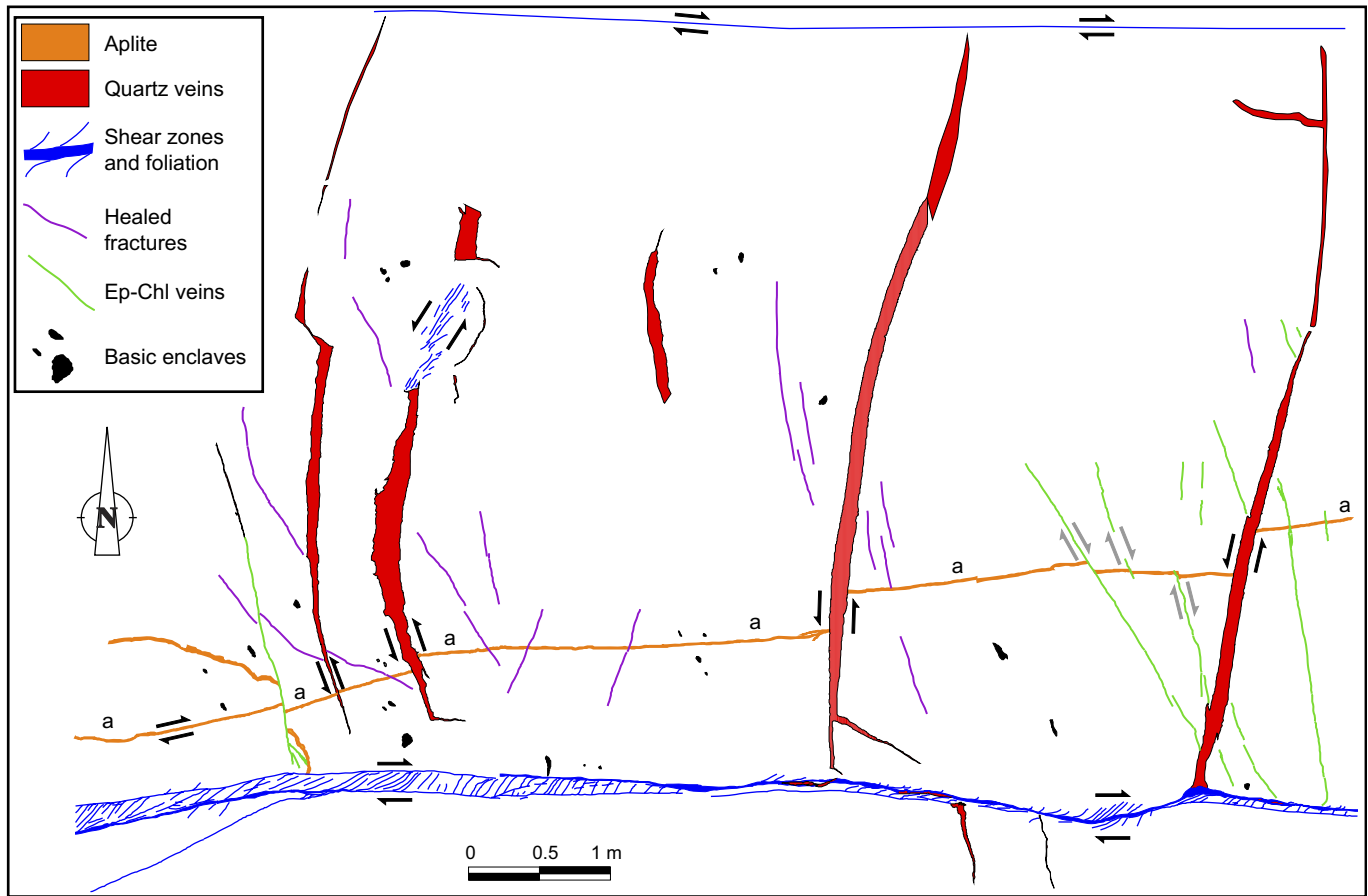 Aplite
Quartz veins
Shear zones
and foliation
Healed
fractures
Ep-Chl veins
Basic enclaves
N
a
a
a
a
a
a
0 0.5 1 m